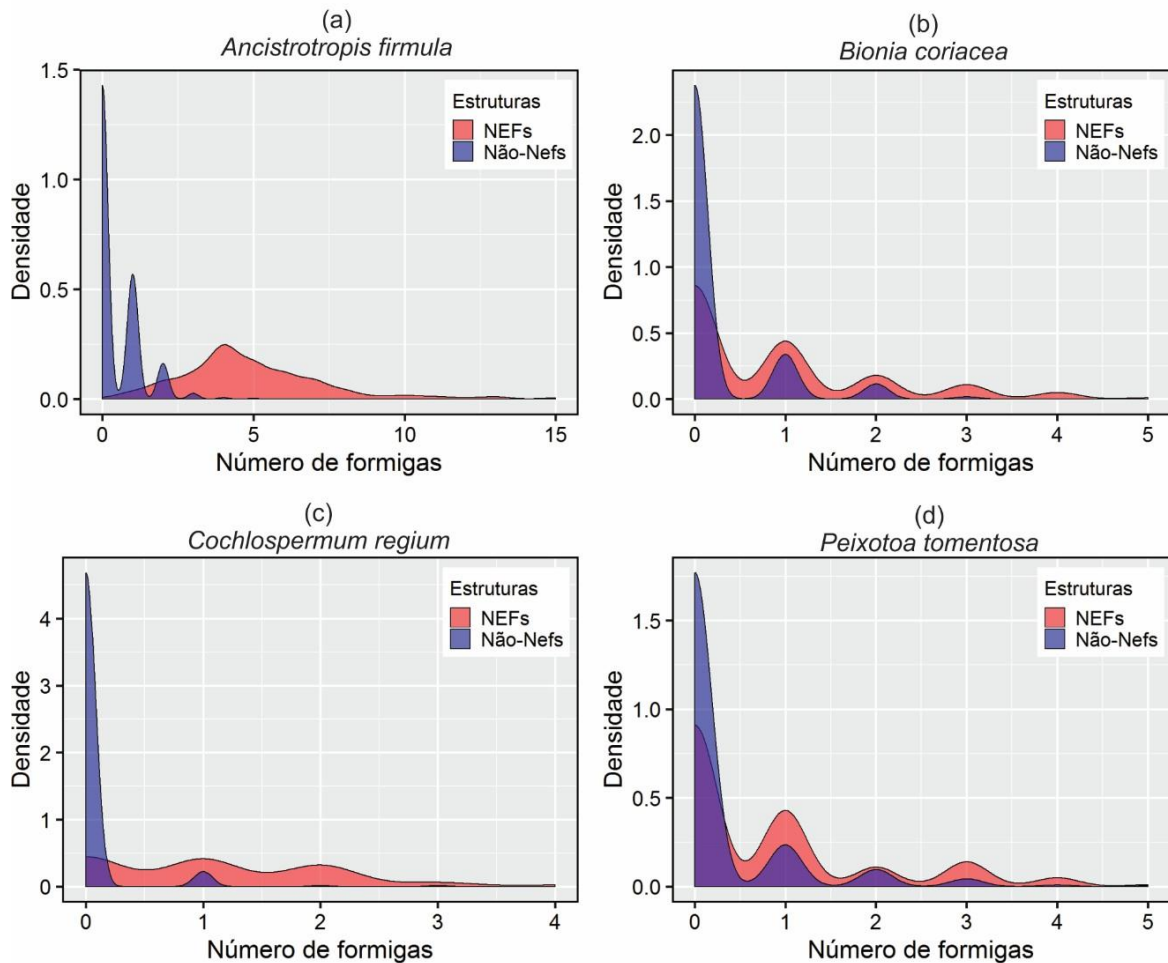 (a)
Ancistrotropis firmula
1.5
1.0
0.5
0.0
Densidade
Estruturas
NEFs
Não-Nefs
0 5 10 15
Número de formigas
(b)
Bionia coriacea
2.0
1.5
1.0
0.5
0.0
Densidade
Estruturas
NEFs
Não-Nefs
0 1 2 3 4 5
Número de formigas
(c)
Cochlospermum regium
4
3
2
1
0
Densidade
Estruturas
NEFs
Não-Nefs
0 1 2 3 4
Número de formigas
(d)
Peixotoa tomentosa
1.5
1.0
0.5
0.0
Densidade
Estruturas
NEFs
Não-Nefs
0 1 2 3 4 5
Número de formigas